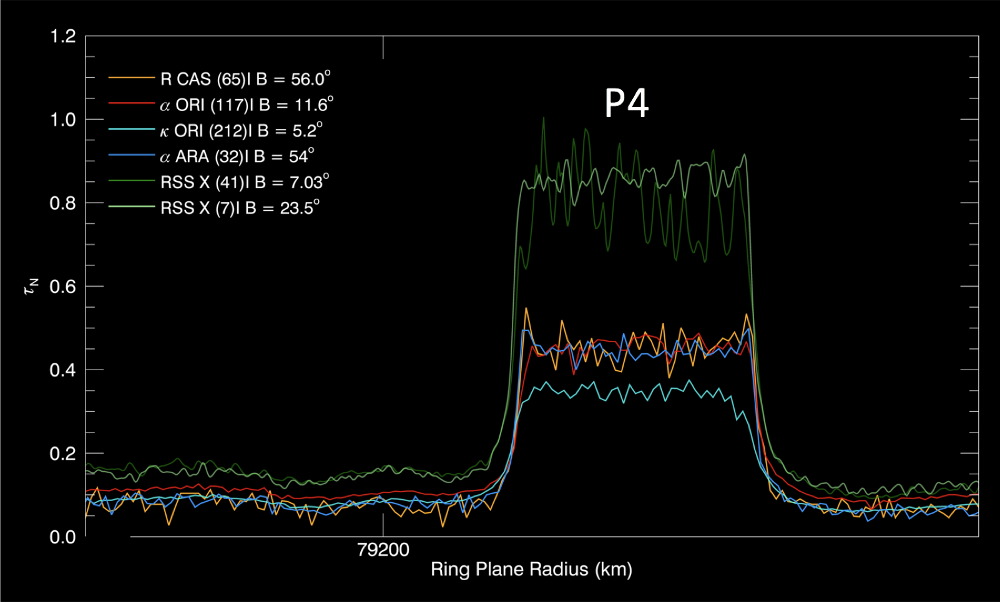 1.2
1.0
0.8
0.6
0.4
0.2
0.0
τN
R CAS (65)I B = 56.0°
α ORI (117)I B = 11.6°
κ ORI (212)I B = 5.2°
α ARA (32)I B = 54°
RSS X (41)I B = 7.03°
RSS X (7)I B = 23.5°
P4
79200
Ring Plane Radius (km)